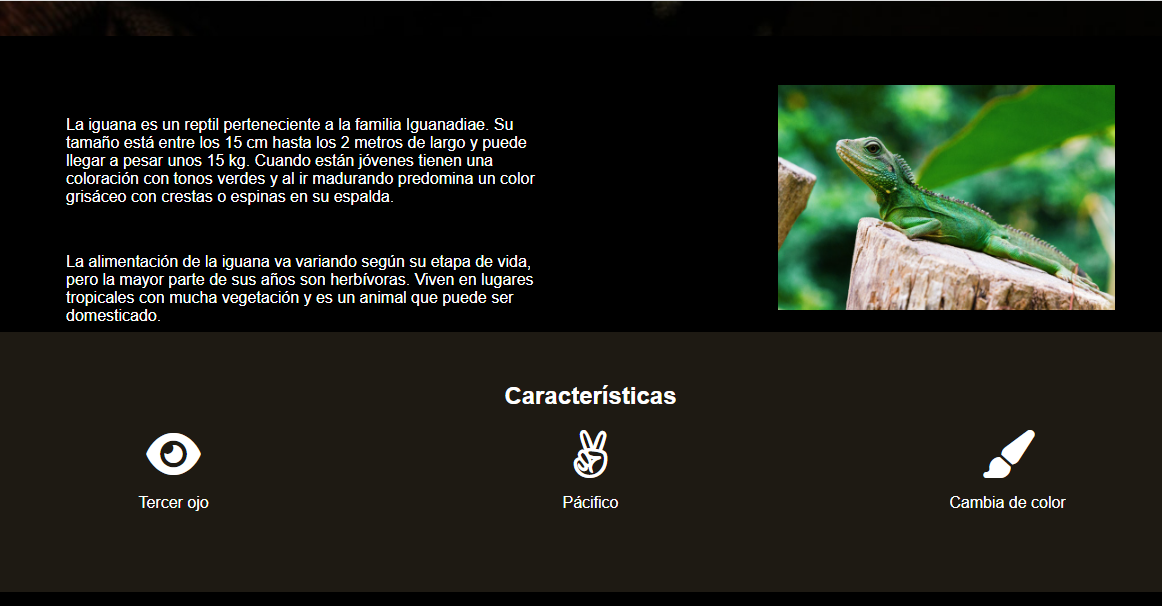 La iguana es un reptil perteneciente a la familia Iguanadiae. Su
tamaño está entre los 15 cm hasta los 2 metros de largo y puede
llegar a pesar unos 15 kg. Cuando están jóvenes tienen una
coloración con tonos verdes y al ir madurando predomina un color
grisáceo con crestas o espinas en su espalda.
La alimentación de la iguana va variando según su etapa de vida,
pero la mayor parte de sus años son herbívoras. Viven en lugares
tropicales con mucha vegetación y es un animal que puede ser
domesticado.
Características
Tercer ojo
Pácifico
Cambia de color